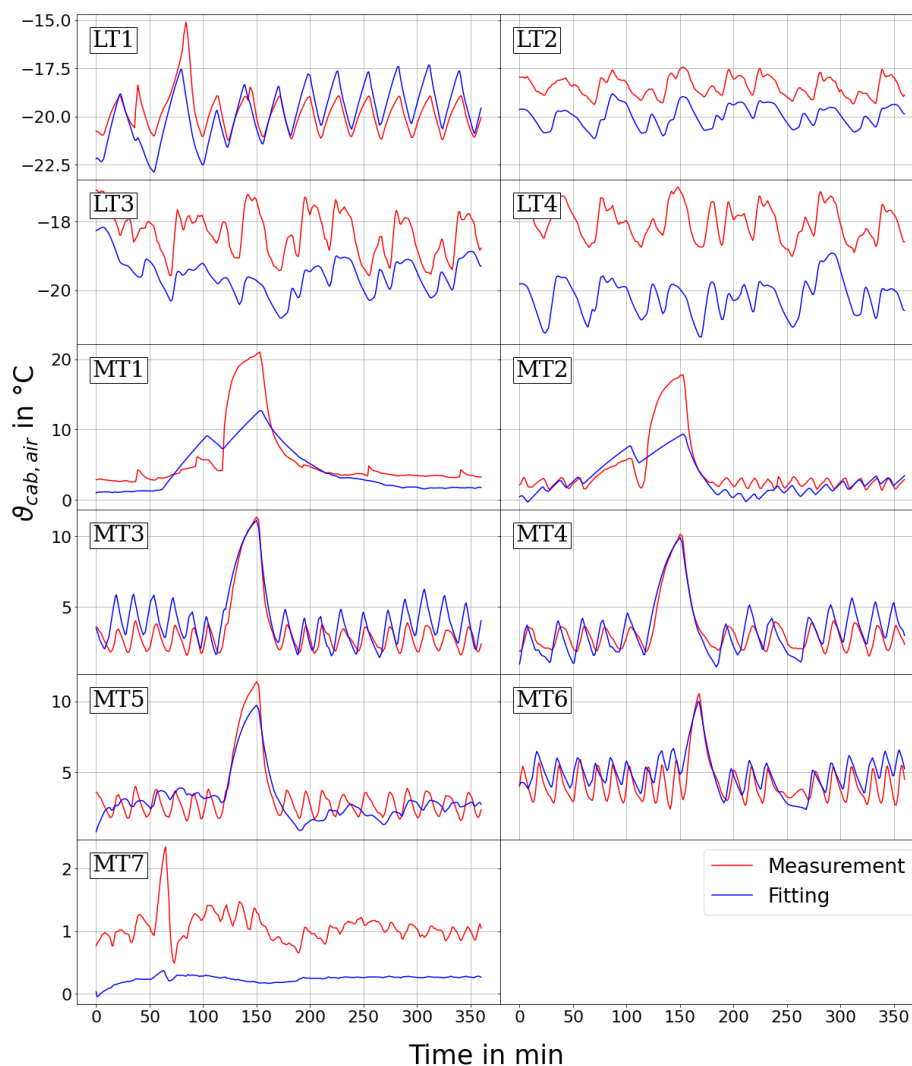 −15.0
LT1
LT2
−17.5
−20.0
−22.5
LT3
LT4
−18
−20
20
MT1
MT2
10
0
ϑcab, air in °C
10
MT3
MT4
5
10
MT5
MT6
5
2
MT7
Measurement
Fitting
1
0
0 50 100 150 200 250 300 350
0 50 100 150 200 250 300 350
Time in min